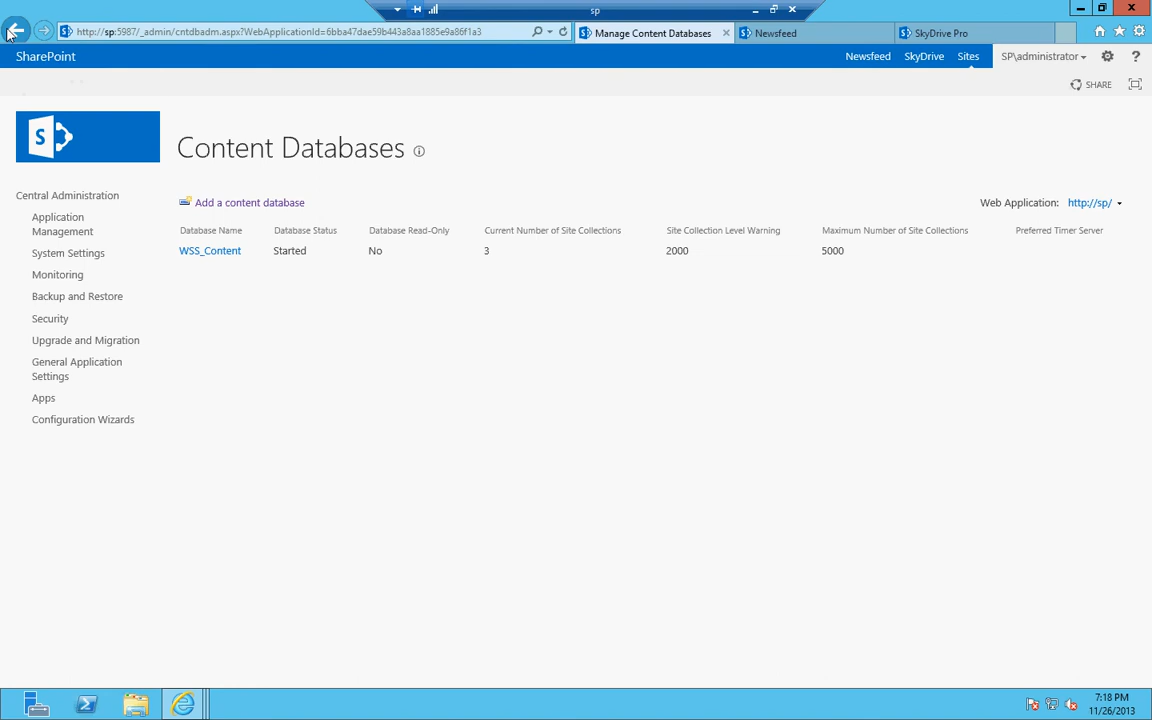 sp
http://sp:5987/_admin/cntdbadm.aspx?WebApplicationId=6bba47dae59b443a8aa1885e9a86f1a3
Manage Content Databases
Newsfeed
SkyDrive Pro
SharePoint
Newsfeed
SkyDrive
Sites
SP\administrator
?
SHARE
S
Content Databases
Central Administration
Application
Management
System Settings
Monitoring
Backup and Restore
Security
Upgrade and Migration
General Application
Settings
Apps
Configuration Wizards
Add a content database
Web Application: http://sp/
Database Name Database Status Database Read-Only Current Number of Site Collections Site Collection Level Warning Maximum Number of Site Collections Preferred Timer Server
WSS_Content Started No 3 2000 5000
7:18 PM
11/26/2013